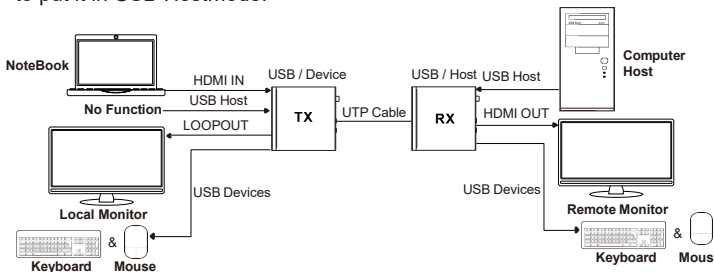 to put it in USB Hostmode.
NoteBook
HDMI IN
USB Host
No Function
LOOPOUT
USB / Device
TX
UTP Cable
USB / Host
RX
USB Host
Computer
Host
HDMI OUT
USB Devices
Local Monitor
&
Keyboard
Mouse
USB Devices
Remote Monitor
&
Keyboard
Mous